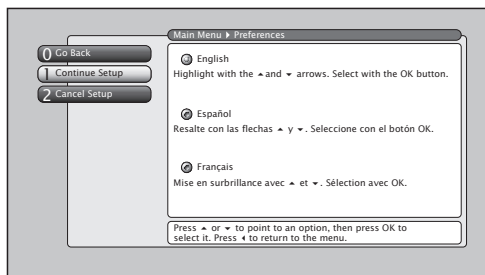 Main Menu ▸ Preferences
0 Go Back
1 Continue Setup
2 Cancel Setup
English
Highlight with the ▲ and ▼ arrows. Select with the OK button.
Español
Resalte con las flechas ▲ y ▼. Seleccione con el botón OK.
Français
Mise en surbrillance avec ▲ et ▼. Sélection avec OK.
Press ▲ or ▼ to point to an option, then press OK to
select it. Press ◂ to return to the menu.